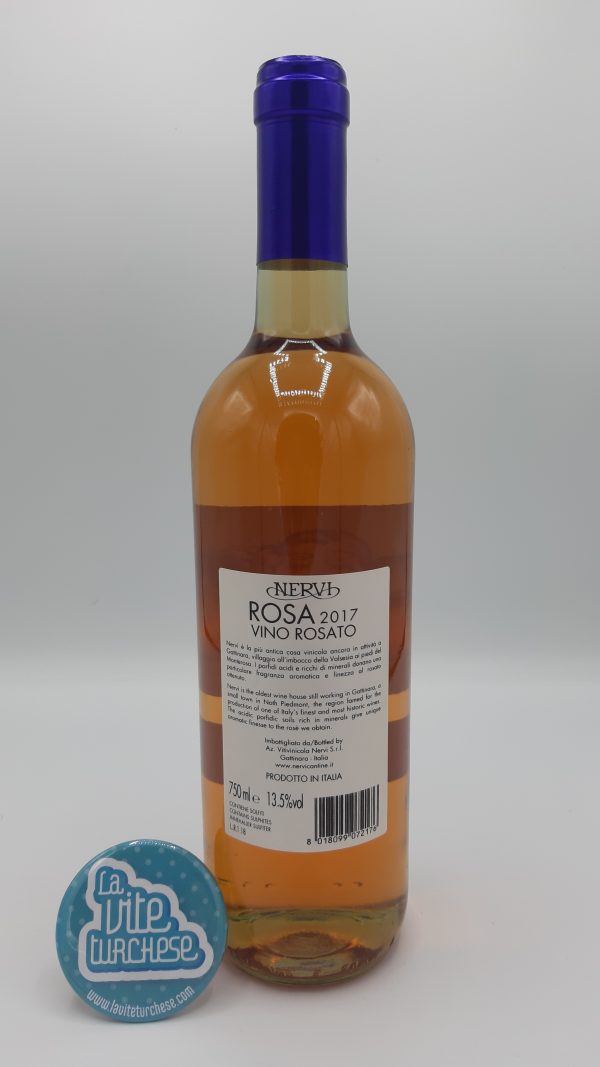 NERVI
ROSA 2017
VINO ROSATO
Nervi è la più antica casa vinicola ancora in attività a
Gattinara, villaggio all'imbocco della Valsesia ai piedi del
Monterosa. I porfidi acidi e ricchi di minerali donano una
particolare fragranza aromatica e finezza al rosato
ottenuto.
Nervi is the oldest wine house still working in Gattinara, a
small town in Noth Piedmont, the region famed for the
production of one of Italy's finest and most historic wines.
The acidic porfidic soils rich in minerals give unique
aromatic finesse to the rosè we obtain.
Imbottigliato da/Bottled by
Az. Vitivinicola Nervi S.r.l.
Gattinara - Italia
www.nervicantine.it
PRODOTTO IN ITALIA
750 ml e 13.5%vol
CONTIENE SOLFITI
CONTAINS SULPHITES
ENTHÄLT SULFITE
L.R1.18
8 018099 072176
La
Vite
turchese
www.laviteturchese.com